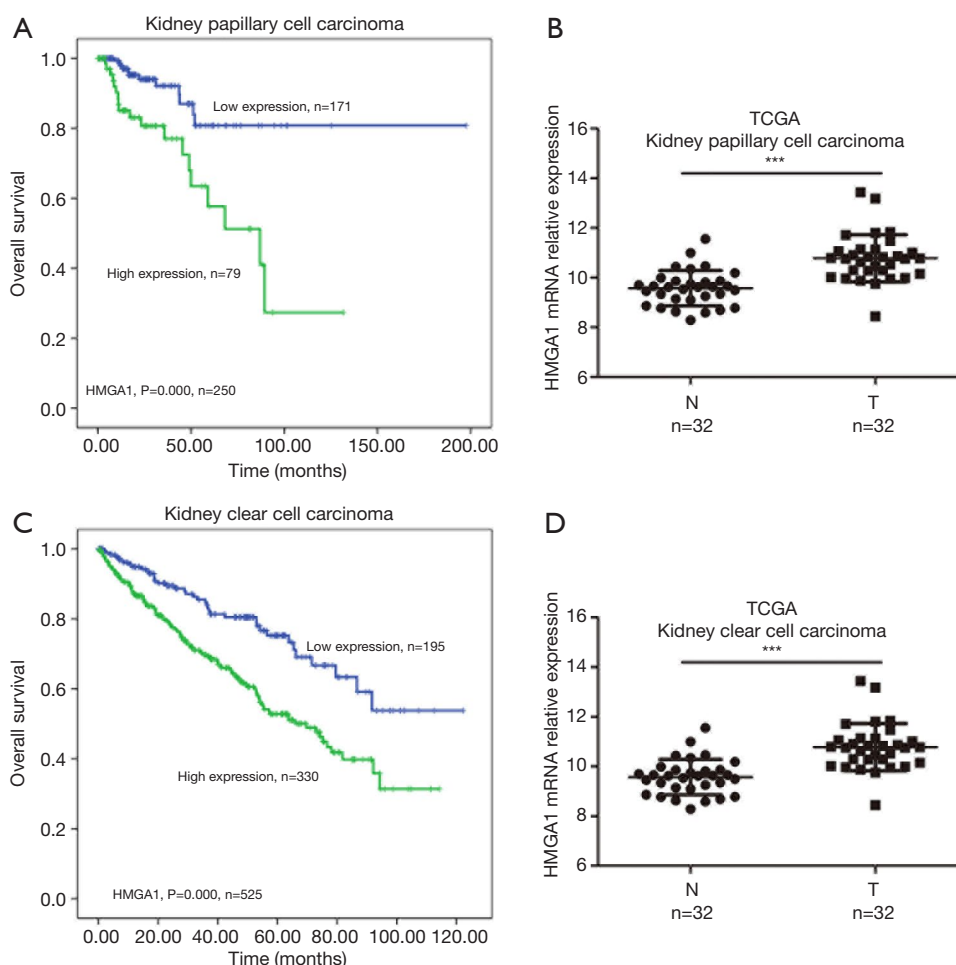 A
Kidney papillary cell carcinoma
Overall survival
1.0
0.8
0.6
0.4
0.2
0.0
Low expression, n=171
High expression, n=79
HMGA1, P=0.000, n=250
0.00 50.00 100.00 150.00 200.00
Time (months)
B
TCGA
Kidney papillary cell carcinoma
***
HMGA1 mRNA relative expression
16
14
12
10
8
6
N T
n=32 n=32
C
Kidney clear cell carcinoma
Overall survival
1.0
0.8
0.6
0.4
0.2
0.0
Low expression, n=195
High expression, n=330
HMGA1, P=0.000, n=525
0.00 20.00 40.00 60.00 80.00 100.00 120.00
Time (months)
D
TCGA
Kidney clear cell carcinoma
***
HMGA1 mRNA relative expression
16
14
12
10
8
6
N T
n=32 n=32